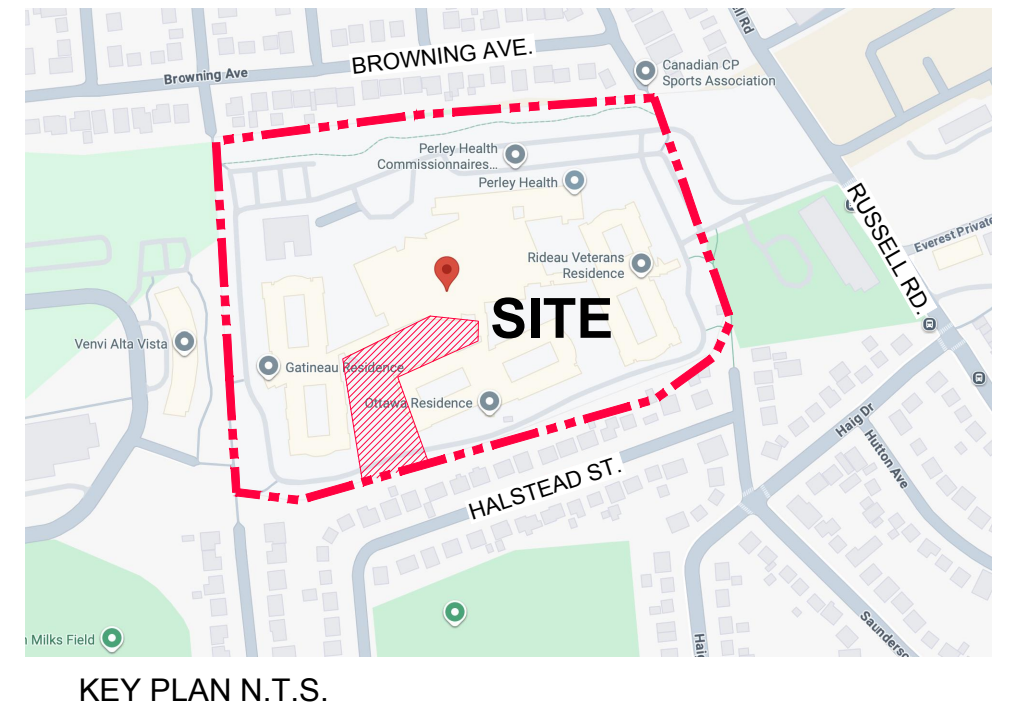 BROWNING AVE.
Browning Ave
Canadian CP
Sports Association
Perley Health
Commissionnaires...
Perley Health
RUSSELL RD.
Everest Private
Rideau Veterans
Residence
SITE
Venvi Alta Vista
Gatineau Residence
Ottawa Residence
Haig Dr
Hutton Ave
HALSTEAD ST.
Milks Field
KEY PLAN N.T.S.